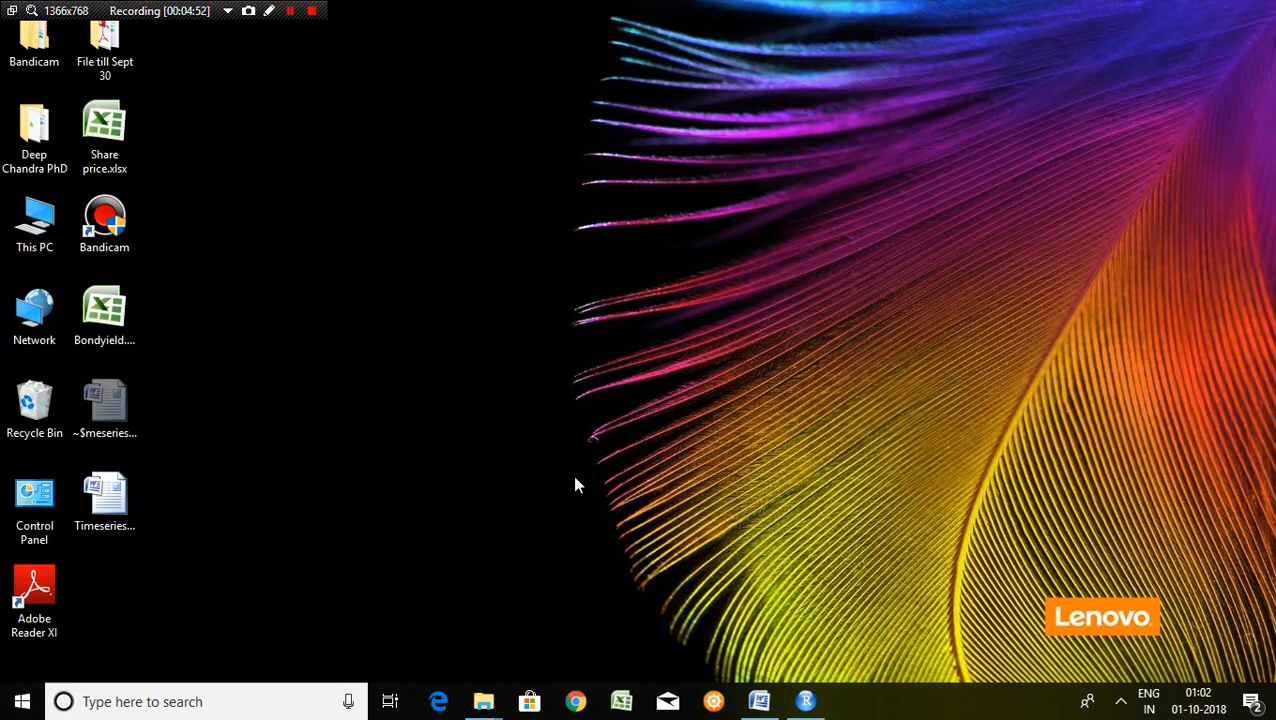 1366x768 Recording [00:04:52]
Bandicam
File till Sept
30
Deep
Chandra PhD
Share
price.xlsx
This PC
Bandicam
Network
Bondyield....
Recycle Bin
~$meseries...
Control
Panel
Timeseries...
Adobe
Reader XI
Lenovo
Type here to search
ENG
IN
01:02
01-10-2018
2